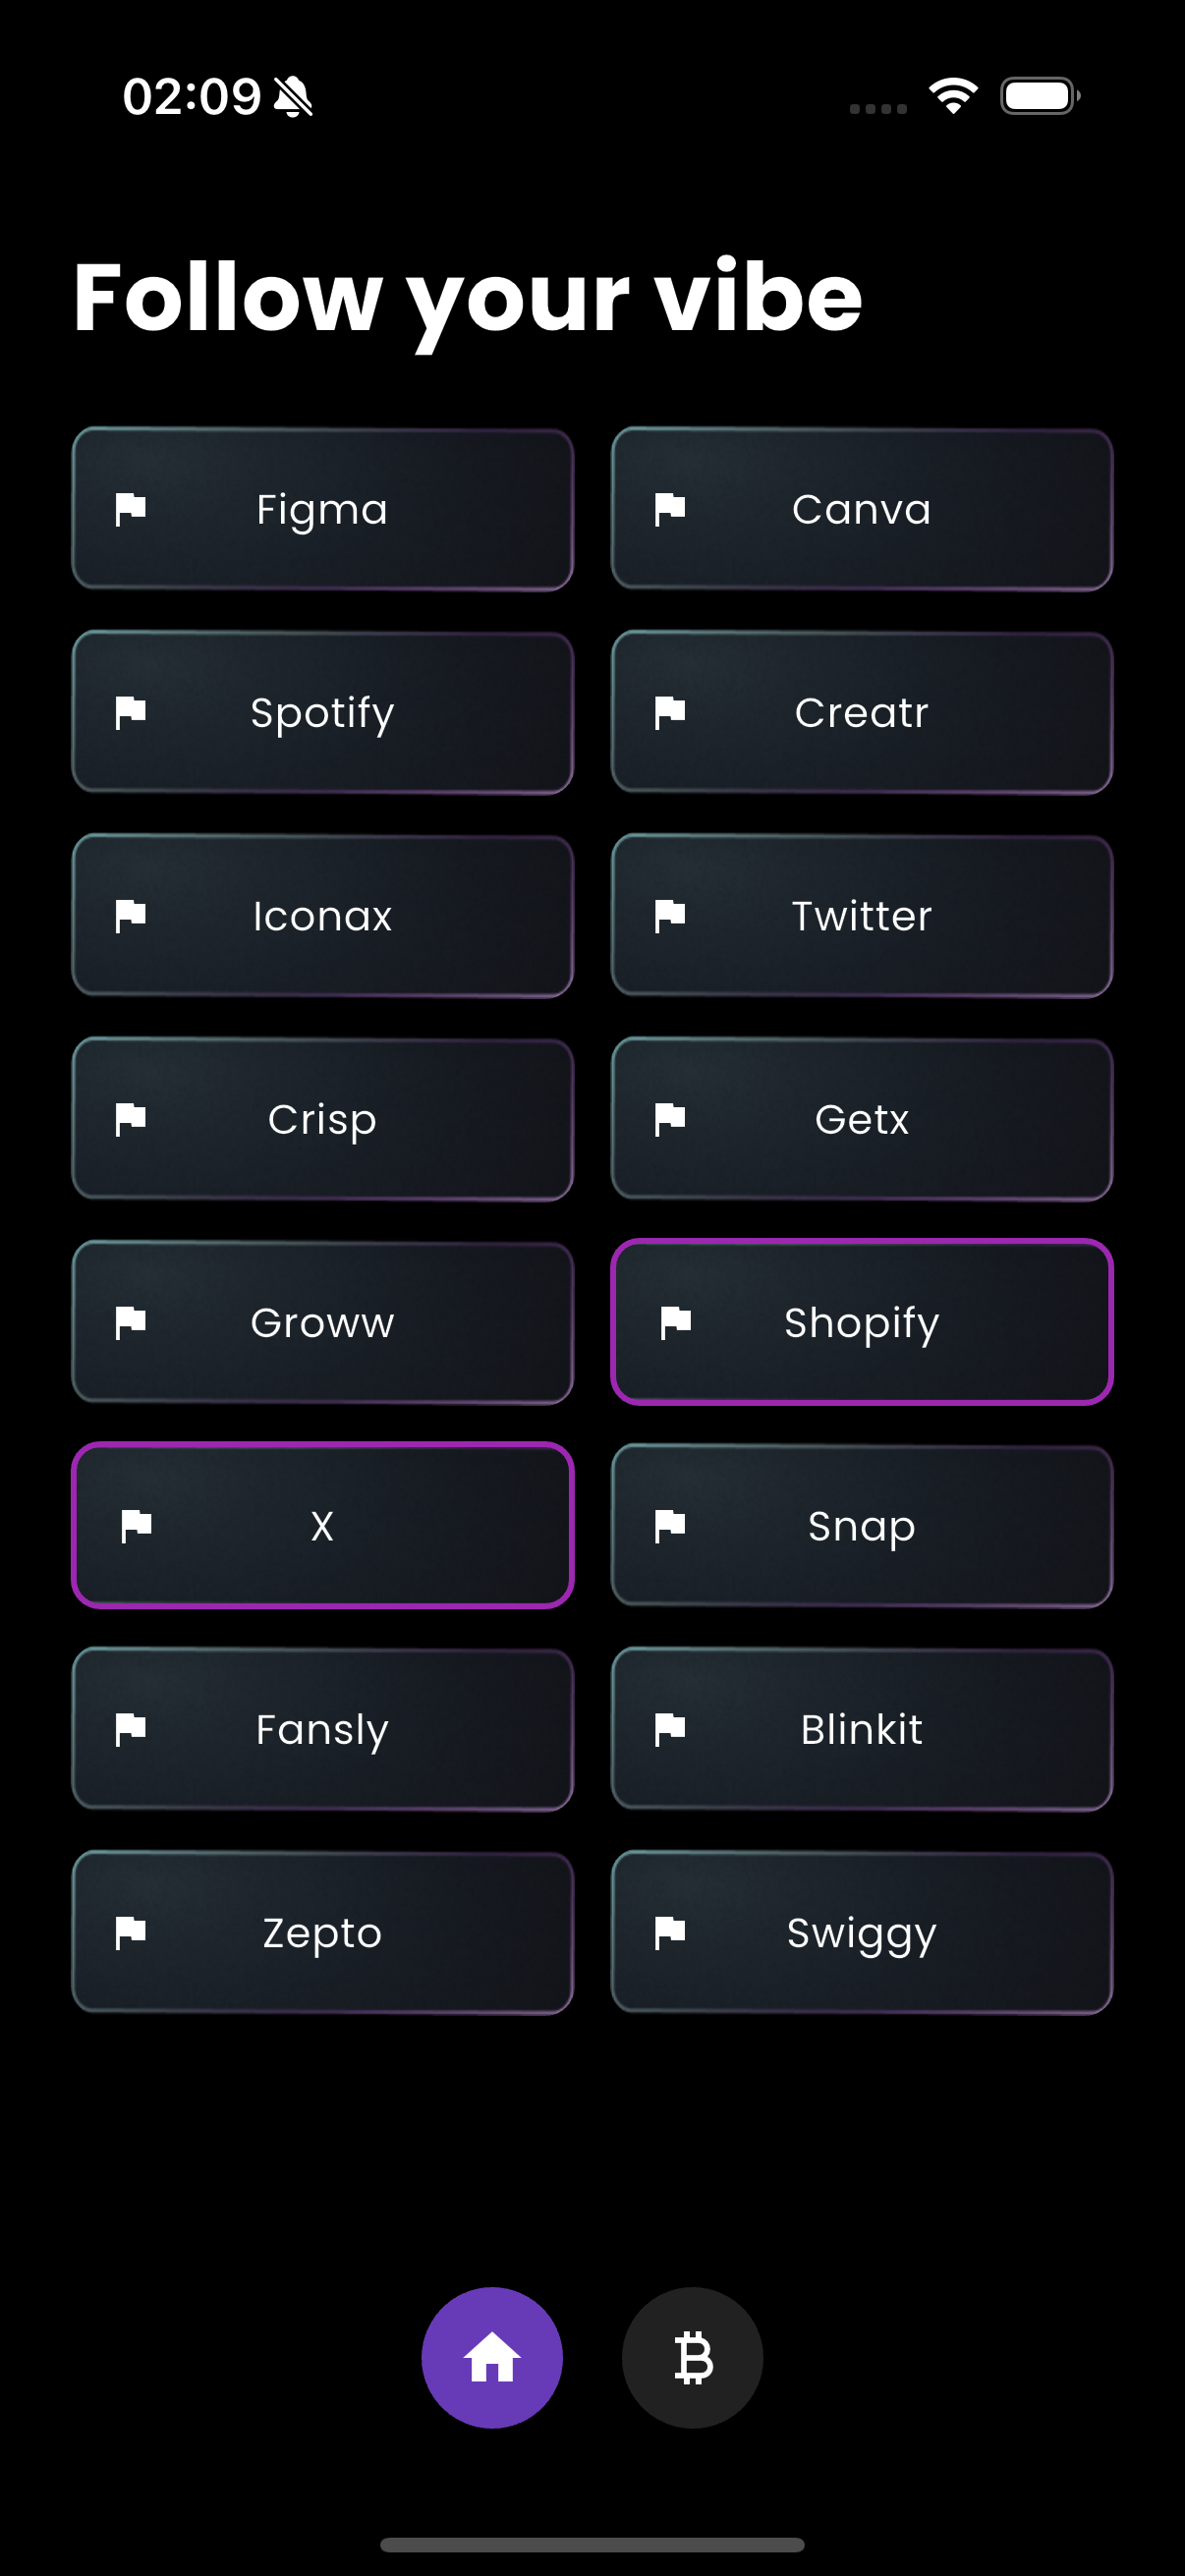 02:09
Follow your vibe
Figma
Canva
Spotify
Creatr
Iconax
Twitter
Crisp
Getx
Groww
Shopify
X
Snap
Fansly
Blinkit
Zepto
Swiggy